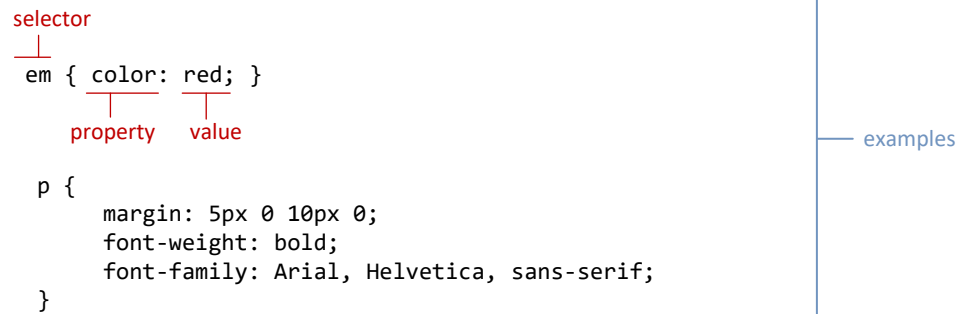 selector
em { color: red; }
property value
examples
p {
margin: 5px 0 10px 0;
font-weight: bold;
font-family: Arial, Helvetica, sans-serif;
}